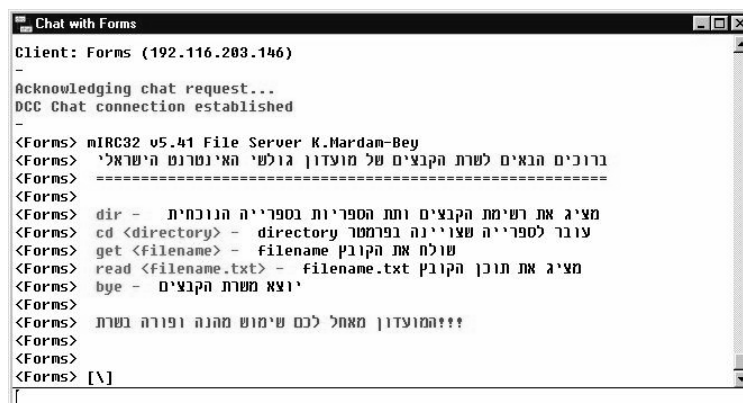 Chat with Forms
Client: Forms (192.116.203.146)
-
Acknowledging chat request...
DCC Chat connection established
-
<Forms> mIRC32 v5.41 File Server K.Mardam-Bey
<Forms> ברוכים הבאים לשרת הקבצים של מועדון גולשי האינטרנט הישראלי
<Forms> =============================================================
<Forms>
<Forms> dir - מציג את רשימת הקבצים ותת הספריות בספרייה הנוכחית
<Forms> cd <directory> - directory עובר לספרייה שצויינה בפרמטר
<Forms> get <filename> - filename שולח את הקובץ
<Forms> read <filename.txt> - filename.txt מציג את תוכן הקובץ
<Forms> bye - יוצא משרת הקבצים
<Forms>
<Forms> המועדון מאחל לכם שימוש מהנה ופורה בשרת!!!
<Forms>
<Forms>
<Forms> [\]